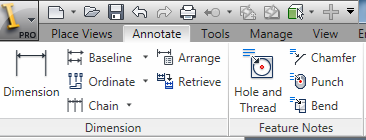 PRO
Place Views Annotate Tools Manage View
Baseline Arrange Chamfer
Ordinate Retrieve Punch
Dimension Chain Hole and Thread Bend
Dimension Feature Notes